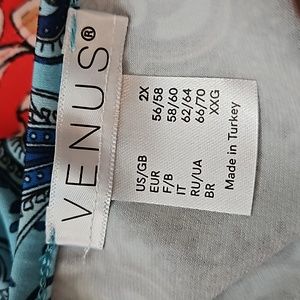 VENUS®
2X
US/GB 56/58
EUR 58/60
F/B 62/64
IT 66/70
RU/UA XXG
BR
Made in Turkey